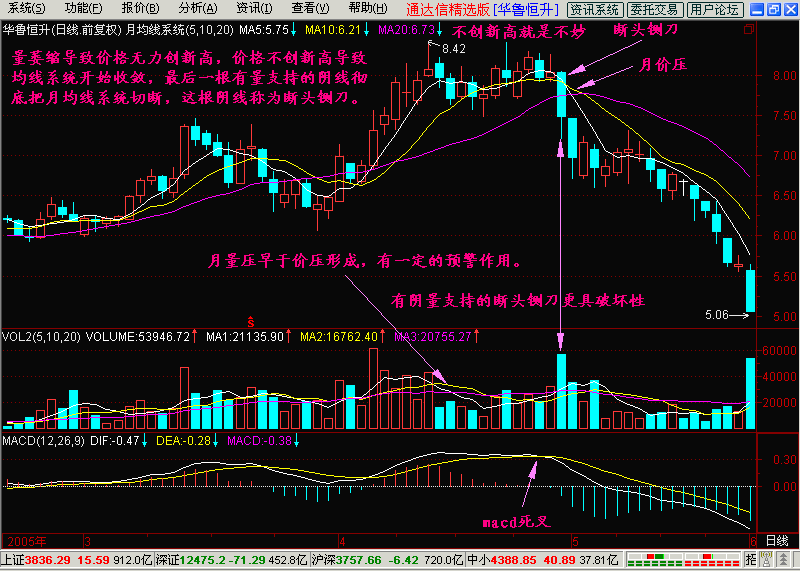 系统(S) 功能(F) 报价(B) 分析(A) 资讯(I) 查看(V) 帮助(H) 通达信精选版 [华鲁恒升] 资讯系统 委托交易 用户论坛
华鲁恒升(日线.前复权) 月均线系统(5,10,20) MA5:5.75↓ MA10:6.21↓ MA20:6.73↓
不创新高就是不妙
断头铡刀
8.42
月价压
量萎缩导致价格无力创新高，价格不创新高导致
均线系统开始收敛，最后一根有量支持的阴线彻
底把月均线系统切断，这根阴线称为断头铡刀。
8.00
7.50
7.00
6.50
6.00
5.50
5.00
月量压早于价压形成，有一定的预警作用。
有阴量支持的断头铡刀更具破坏性
5.06
VOL2(5,10,20) VOLUME:53946.72↑ MA1:21135.90↑ MA2:16762.40↑ MA3:20755.27↑
60000
40000
20000
MACD(12,26,9) DIF:-0.47↓ DEA:-0.28↓ MACD:-0.38↓
0.30
0.00
-0.30
macd死叉
2005年 3 4 5 6 日线
上证3836.29 15.59 912.0亿 深证12475.2 -71.29 452.8亿 沪深3757.66 -6.42 720.0亿 中小4388.85 40.89 37.81亿 招